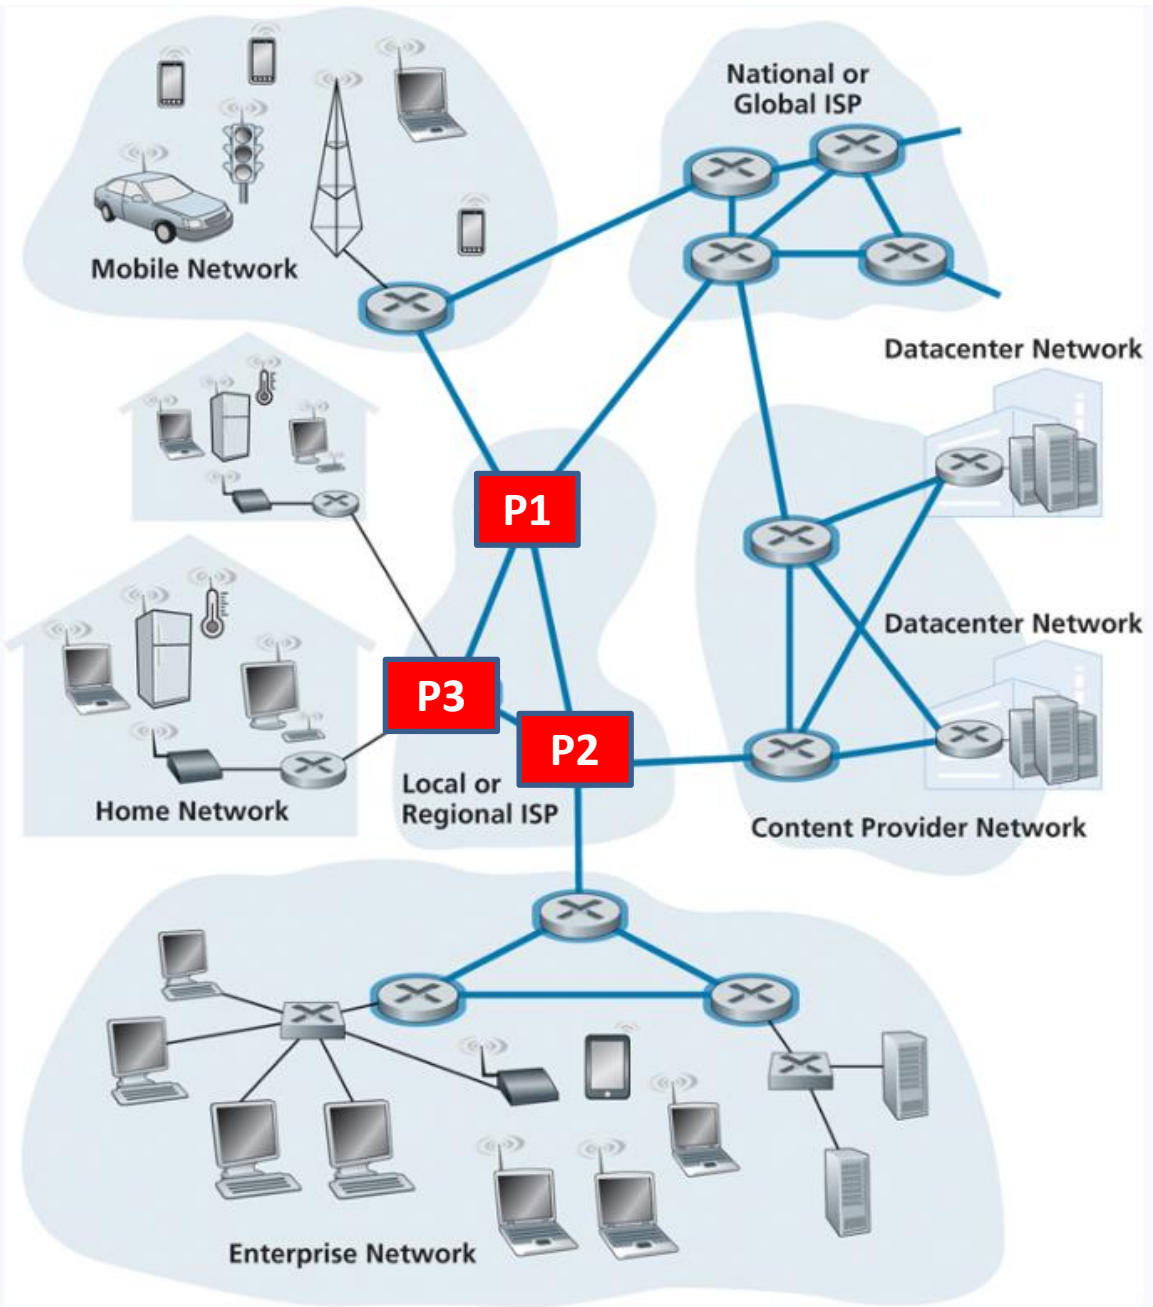 National or
Global ISP
Mobile Network
Datacenter Network
P1
Datacenter Network
P3
P2
Local or
Regional ISP
Home Network
Content Provider Network
Enterprise Network